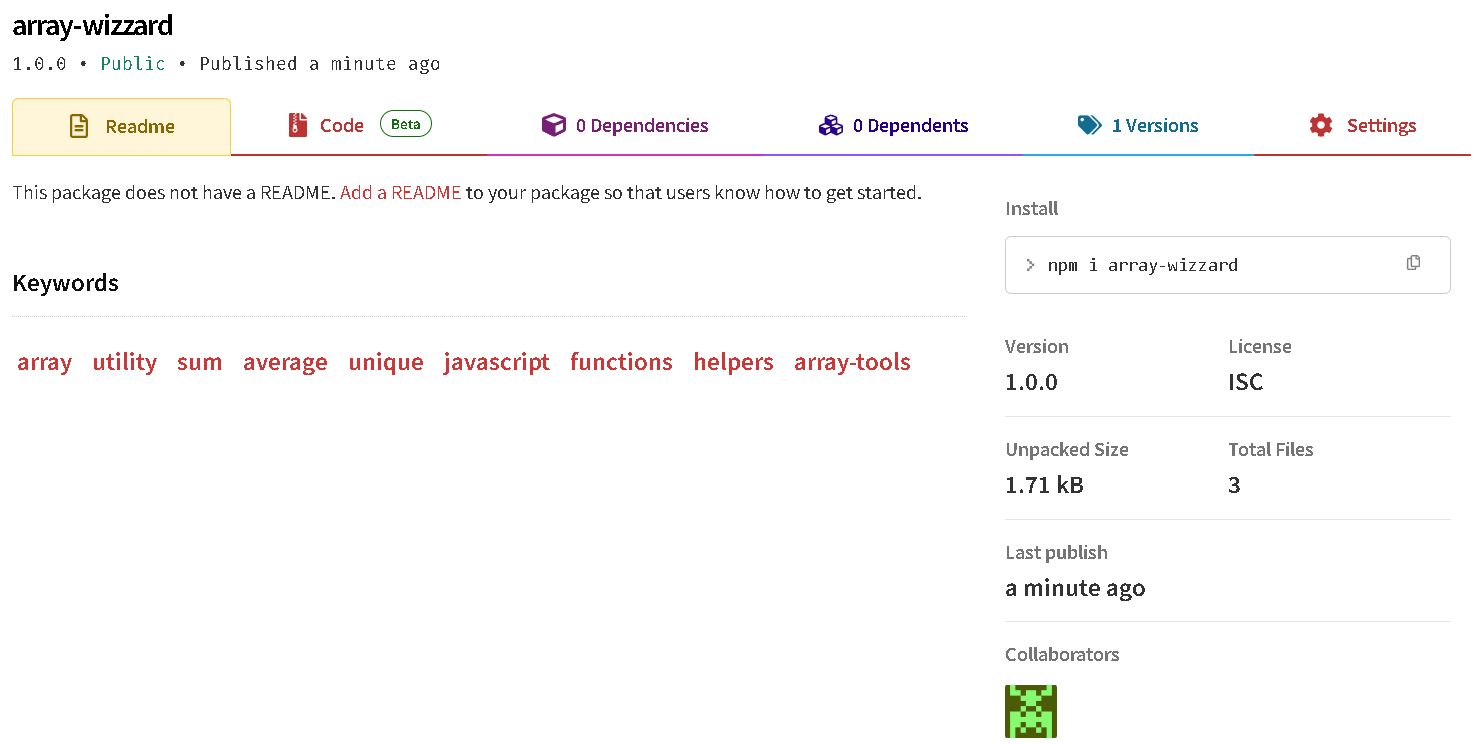 array-wizzard
1.0.0 • Public • Published a minute ago
Readme
Code Beta
0 Dependencies
0 Dependents
1 Versions
Settings
This package does not have a README. Add a README to your package so that users know how to get started.
Keywords
array utility sum average unique javascript functions helpers array-tools
Install
> npm i array-wizzard
Version
1.0.0
License
ISC
Unpacked Size
1.71 kB
Total Files
3
Last publish
a minute ago
Collaborators